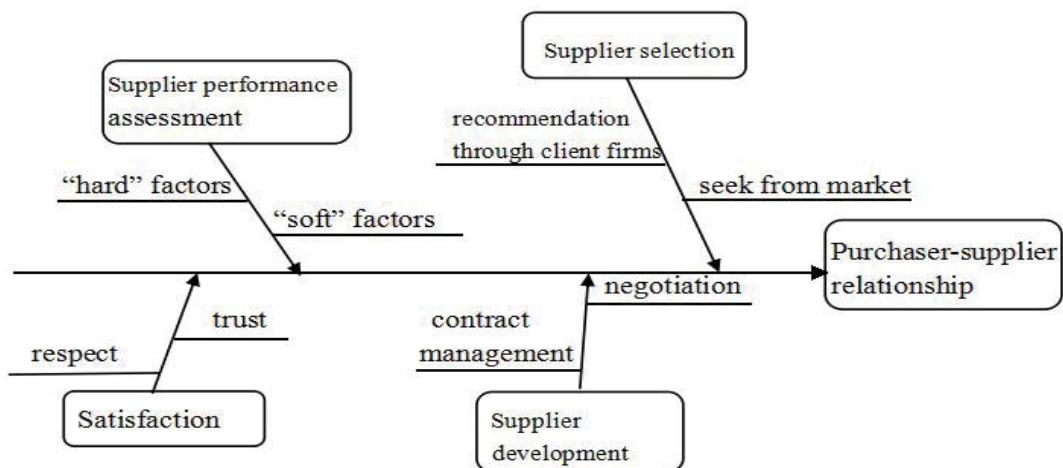 Supplier selection
Supplier performance
assessment
recommendation
through client firms
“hard” factors
seek from market
“soft” factors
Purchaser-supplier
relationship
negotiation
trust
contract
management
respect
Satisfaction
Supplier
development